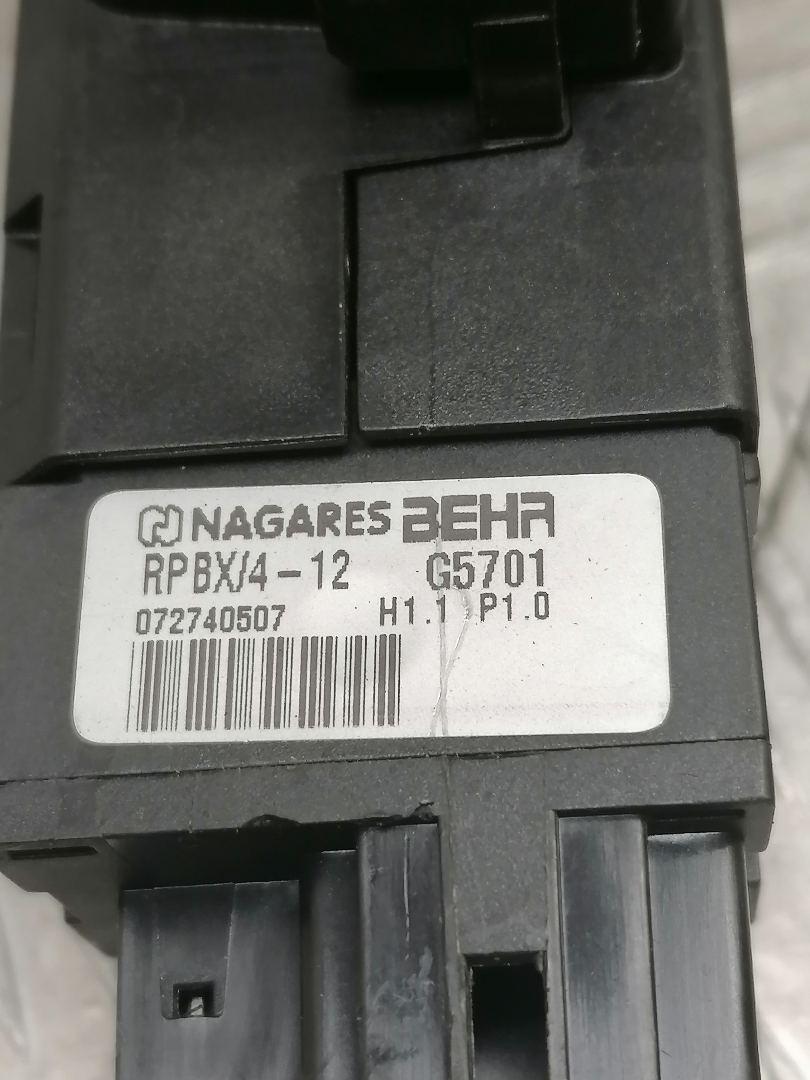 NAGARES BEHR
RPBX/4-12 G5701
072740507 H1.1 P1.0